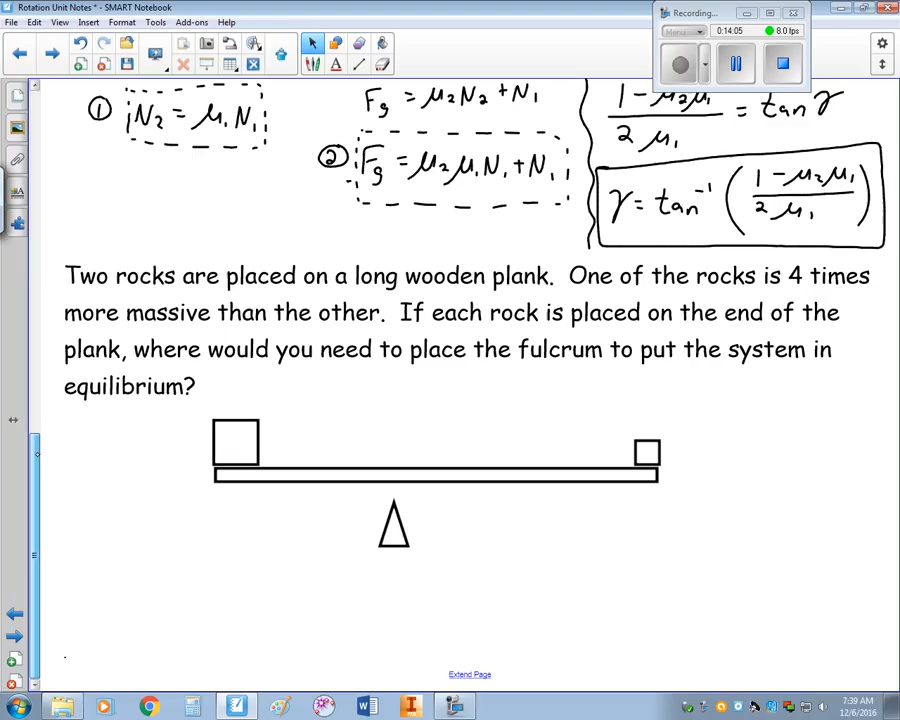 Rotation Unit Notes * - SMART Notebook
Recording...
File Edit View Insert Format Tools Add-ons Help
Menu
0:14:05
8.0 fps
① N₂ = μ₁N₁
F_g = μ₂N₂ + N₁
② F_g = μ₂μ₁N₁ + N₁
1-μ₂μ₁ / 2μ₁ = tan γ
γ = tan⁻¹ ( 1-μ₂μ₁ / 2μ₁ )
Two rocks are placed on a long wooden plank. One of the rocks is 4 times
more massive than the other. If each rock is placed on the end of the
plank, where would you need to place the fulcrum to put the system in
equilibrium?
Extend Page
7:39 AM
12/6/2016